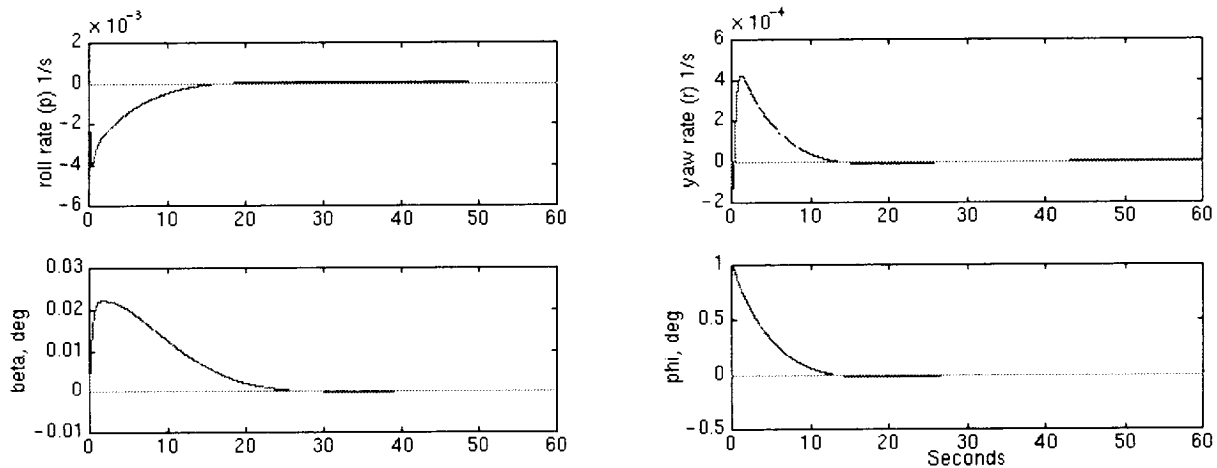 × 10⁻³
2
0
-2
-4
-6
roll rate (p) 1/s
0 10 20 30 40 50 60
× 10⁻⁴
6
4
2
0
-2
yaw rate (r) 1/s
0 10 20 30 40 50 60
0.03
0.02
0.01
0
-0.01
beta, deg
0 10 20 30 40 50 60
1
0.5
0
-0.5
phi, deg
0 10 20 30 40 50 60
Seconds